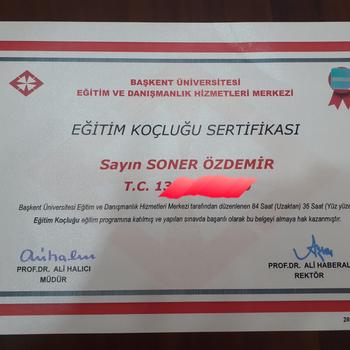 BAŞKENT ÜNİVERSİTESİ
EĞİTİM VE DANIŞMANLIK HİZMETLERİ MERKEZİ
EĞİTİM KOÇLUĞU SERTİFİKASI
Sayın SONER ÖZDEMİR
T.C. 13
Başkent Üniversitesi Eğitim ve Danışmanlık Hizmetleri Merkezi tarafından düzenlenen 84 Saat (Uzaktan) 36 Saat (Yüz yüze
Eğitim Koçluğu eğitim programına katılmış ve yapılan sınavda başarılı olarak bu belgeyi almaya hak kazanmıştır.
PROF.DR. ALİ HALICI
MÜDÜR
PROF.DR. ALİ HABERAL
REKTÖR